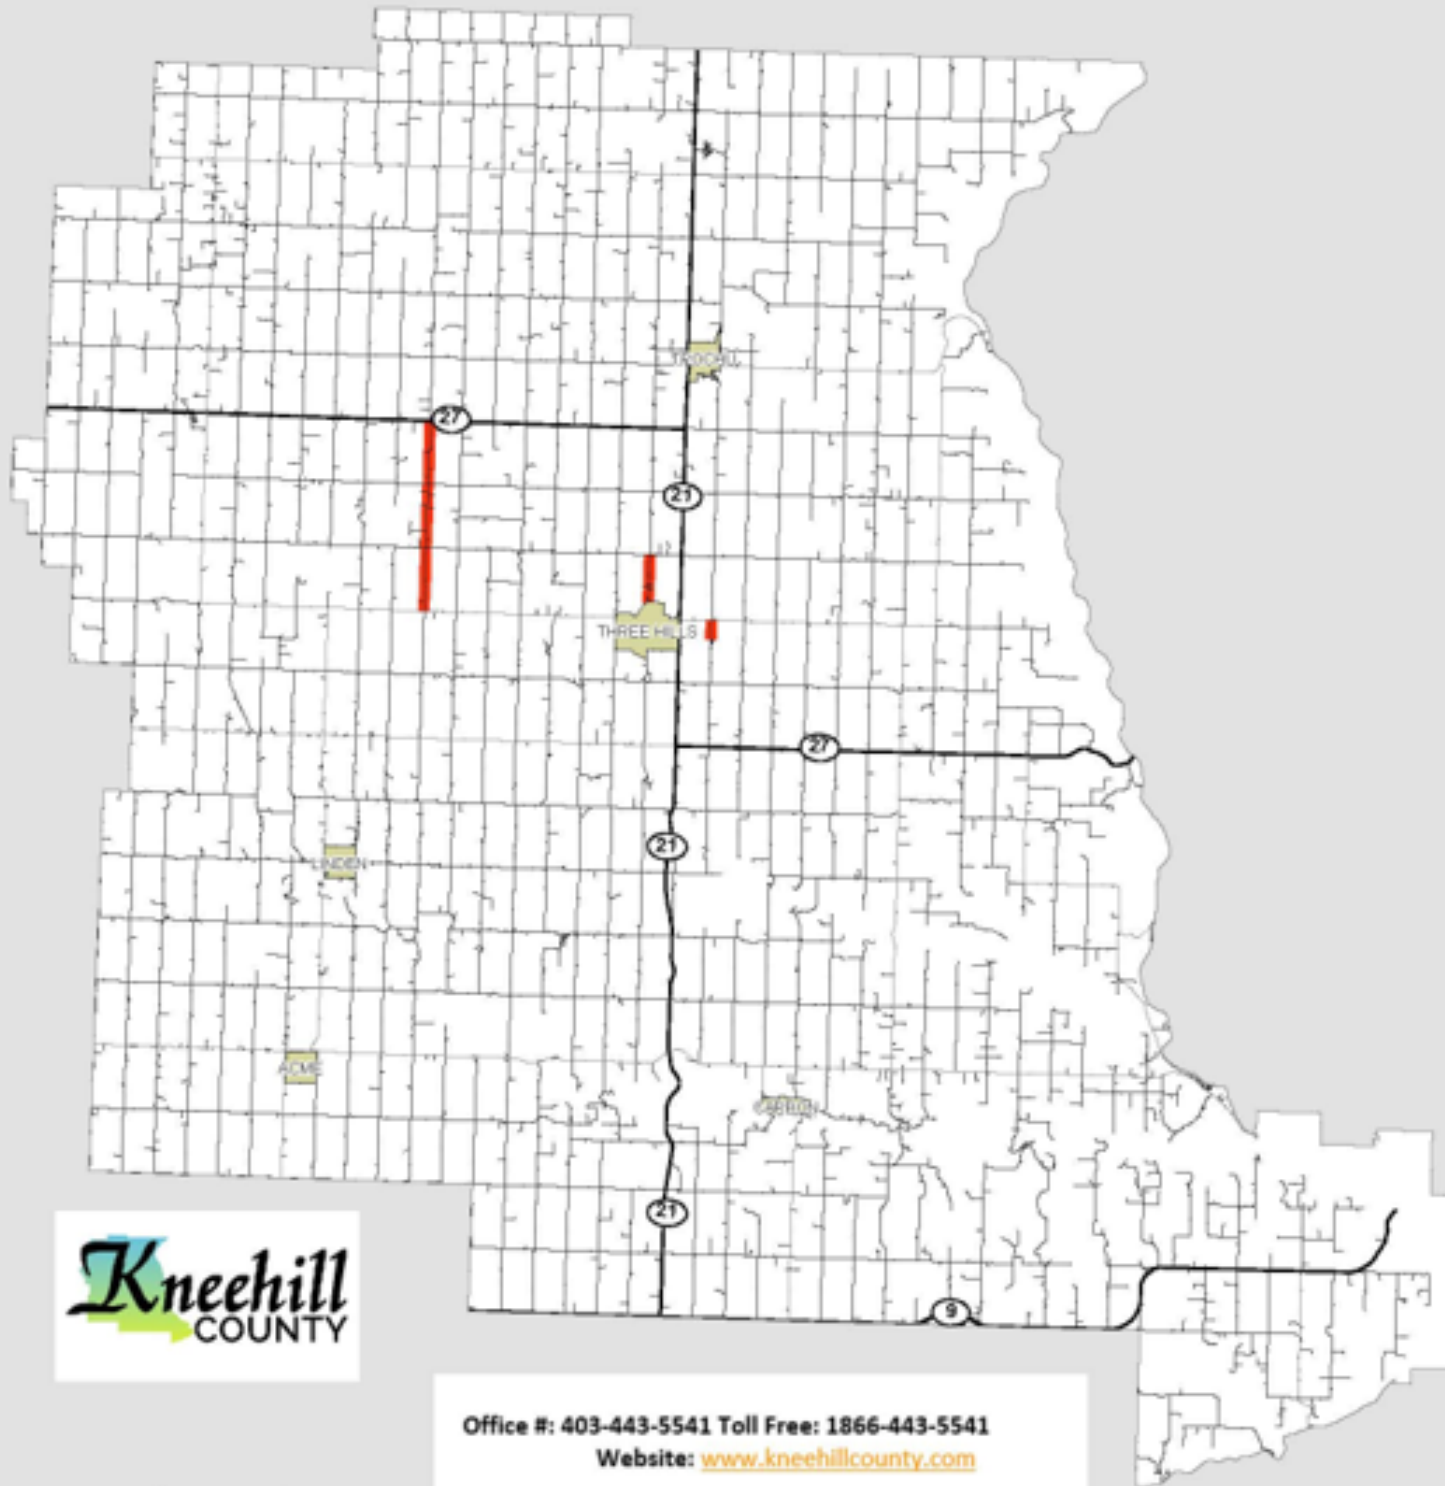 TROCHU
27
21
THREE HILLS
27
21
LINDEN
ACME
CARBON
21
9
Kneehill
COUNTY
Office #: 403-443-5541 Toll Free: 1866-443-5541
Website: www.kneehillcounty.com